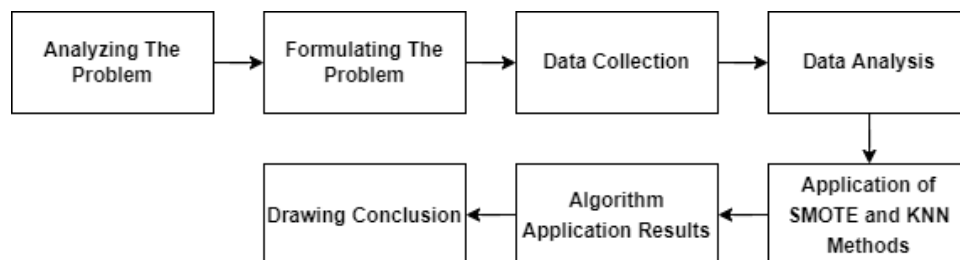 Analyzing The
Problem
Formulating The
Problem
Data Collection
Data Analysis
Application of
SMOTE and KNN
Methods
Algorithm
Application Results
Drawing Conclusion